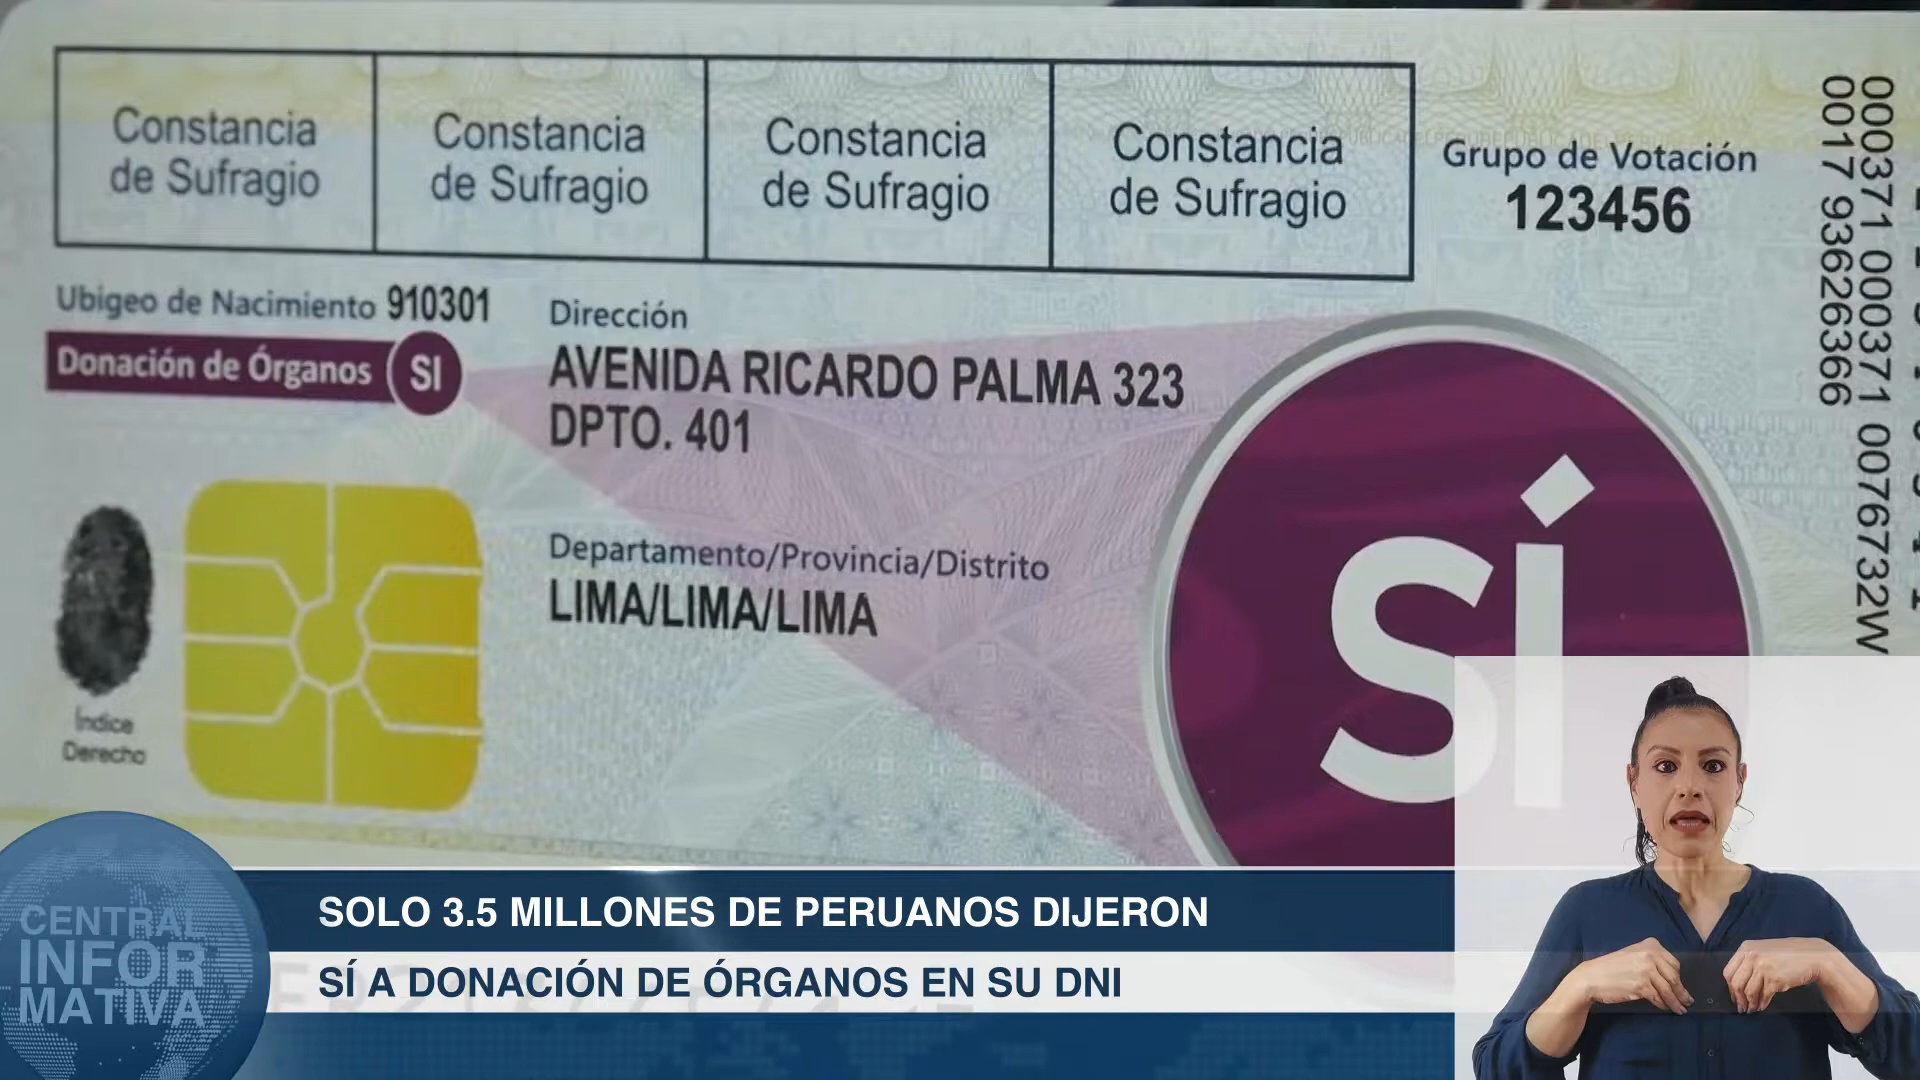 Constancia
de Sufragio
Constancia
de Sufragio
Constancia
de Sufragio
Constancia
de Sufragio
Grupo de Votación
123456
000371 000371 0076732W
0017 93626366
Ubigeo de Nacimiento 910301
Donación de Órganos SI
Dirección
AVENIDA RICARDO PALMA 323
DPTO. 401
Departamento/Provincia/Distrito
LIMA/LIMA/LIMA
Índice
Derecho
SÍ
CENTRAL
INFOR
MATIVA
SOLO 3.5 MILLONES DE PERUANOS DIJERON
SÍ A DONACIÓN DE ÓRGANOS EN SU DNI